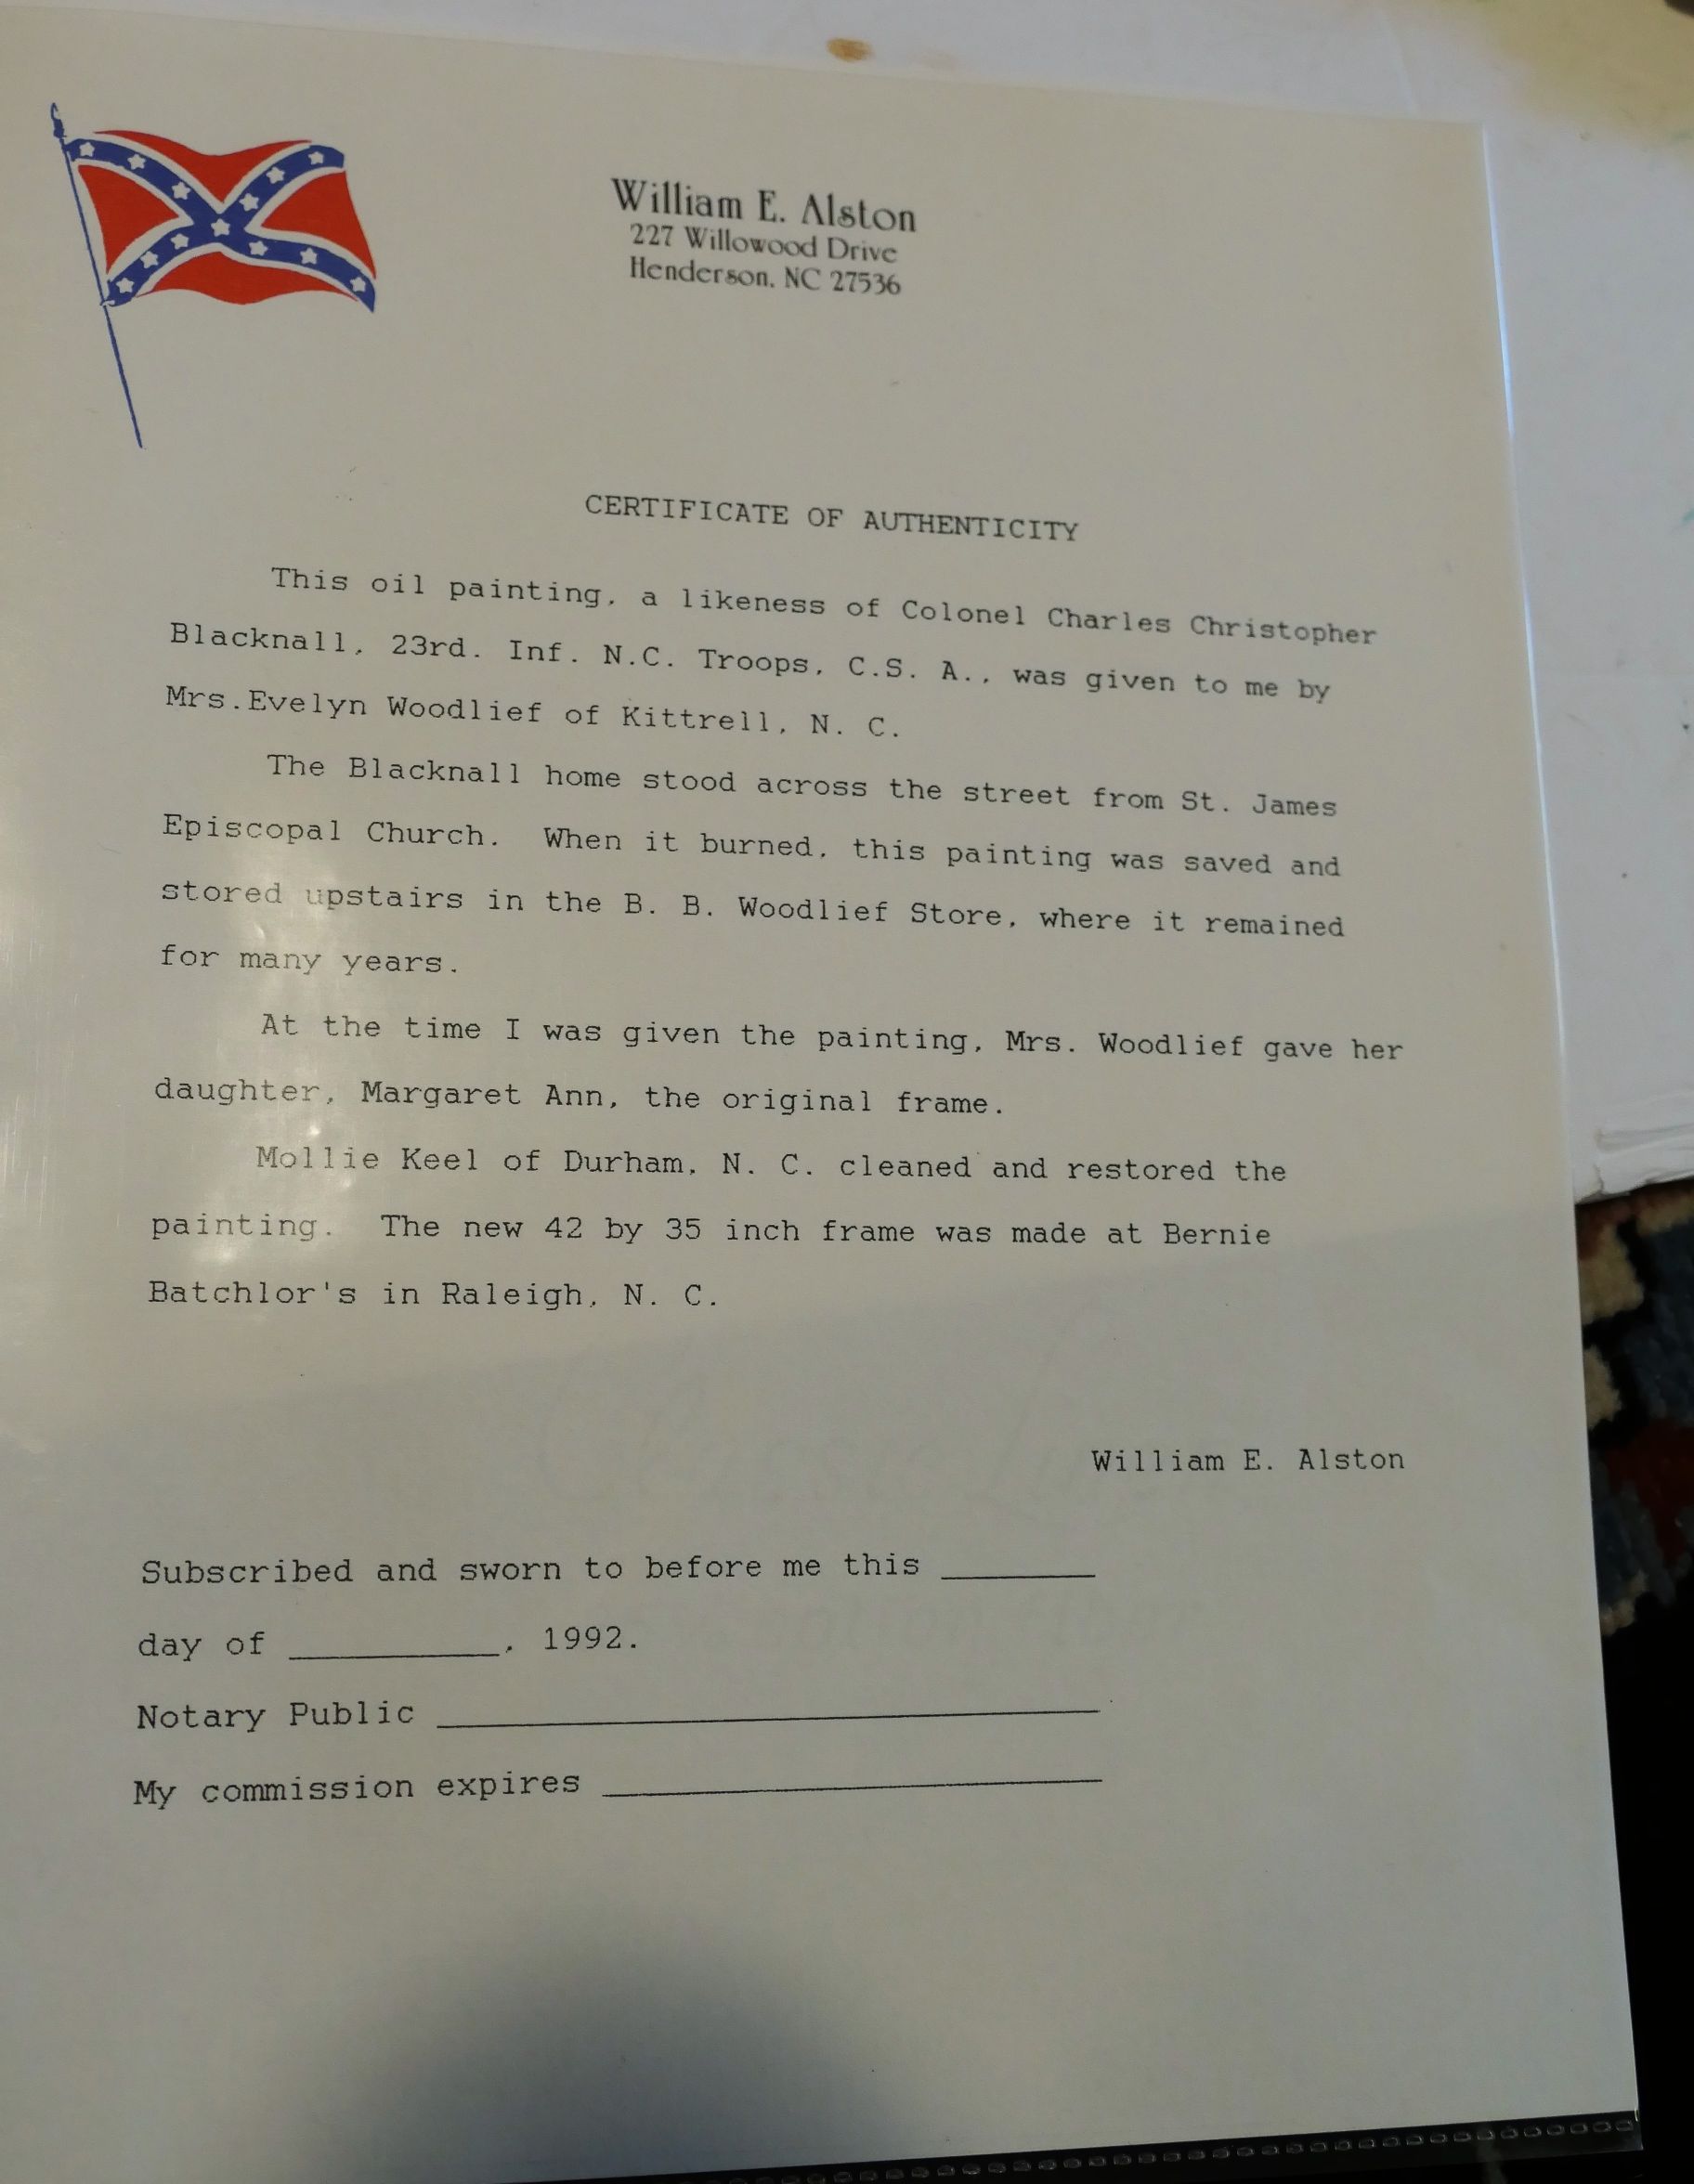 William E. Alston
227 Willowood Drive
Henderson, NC 27536
CERTIFICATE OF AUTHENTICITY
This oil painting, a likeness of Colonel Charles Christopher
Blacknall, 23rd. Inf. N.C. Troops, C.S. A., was given to me by
Mrs.Evelyn Woodlief of Kittrell, N. C.
The Blacknall home stood across the street from St. James
Episcopal Church. When it burned, this painting was saved and
stored upstairs in the B. B. Woodlief Store, where it remained
for many years.
At the time I was given the painting, Mrs. Woodlief gave her
daughter, Margaret Ann, the original frame.
Mollie Keel of Durham, N. C. cleaned and restored the
painting. The new 42 by 35 inch frame was made at Bernie
Batchlor's in Raleigh, N. C.
William E. Alston
Subscribed and sworn to before me this ________
day of ___________, 1992.
Notary Public ___________________________________
My commission expires __________________________